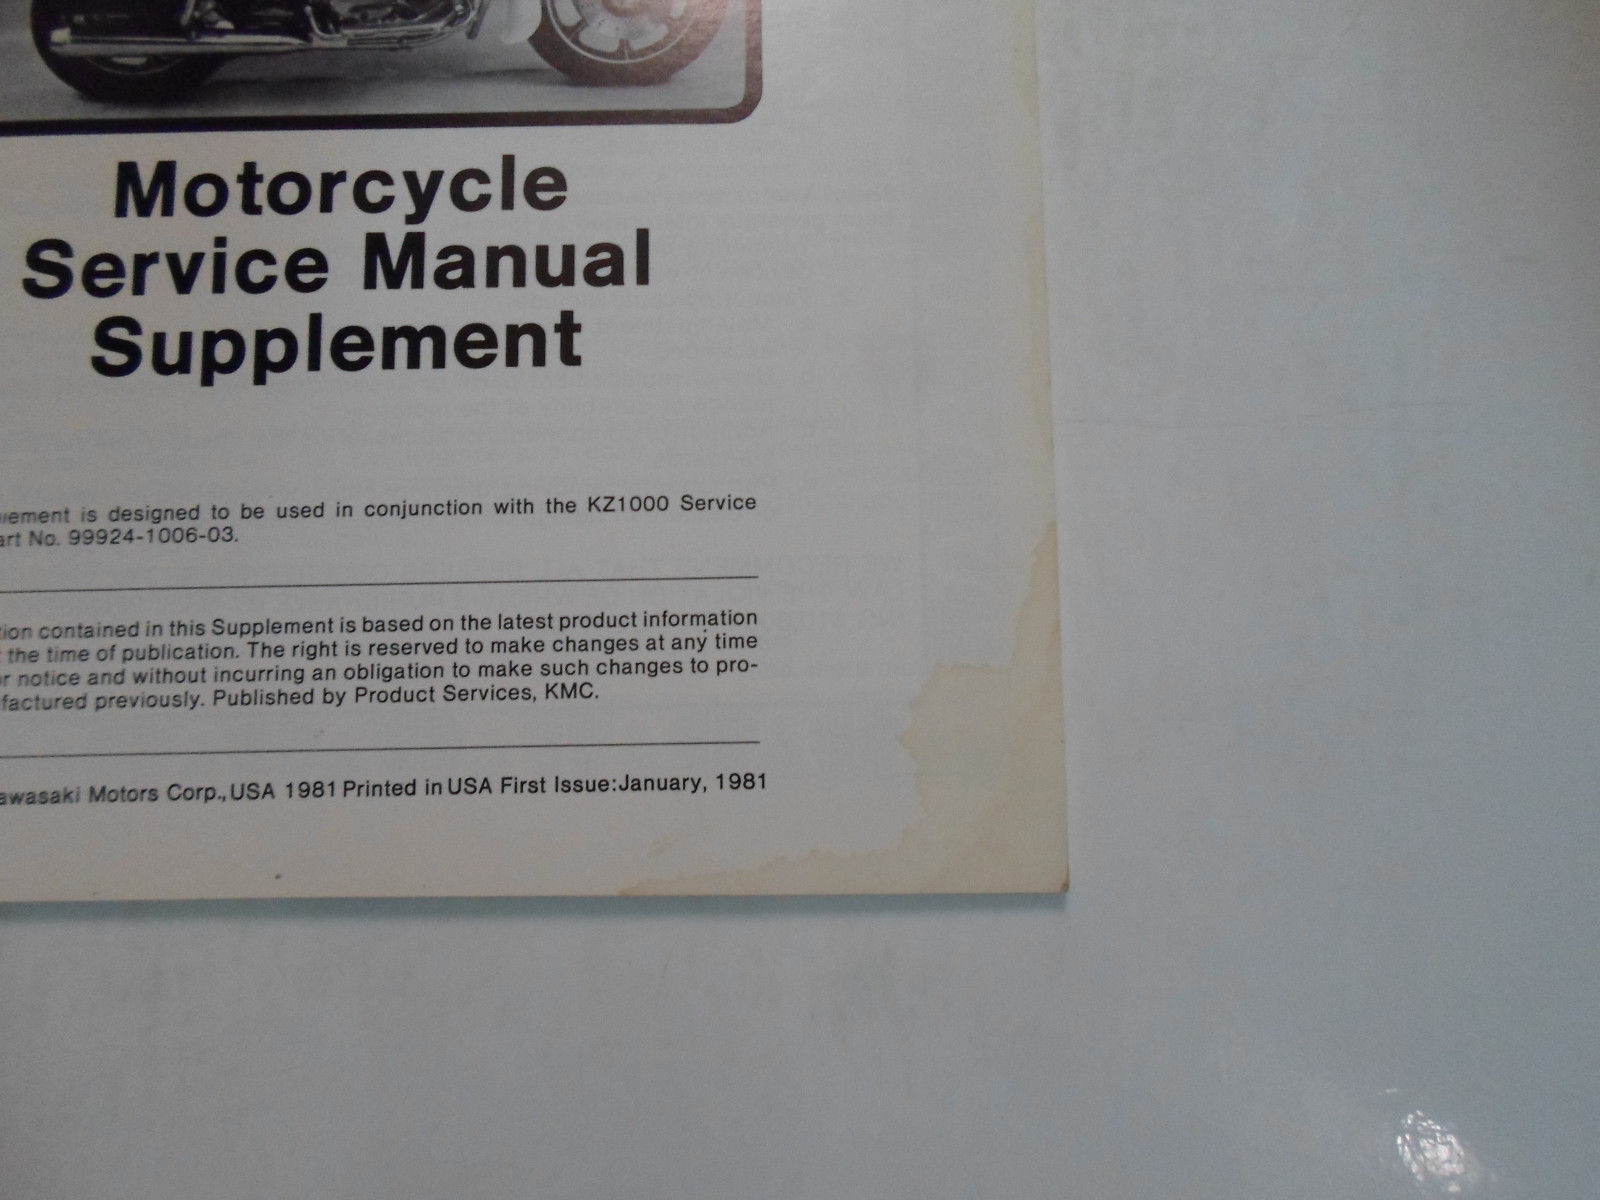 Motorcycle
Service Manual
Supplement
ement is designed to be used in conjunction with the KZ1000 Service
art No. 99924-1006-03.
tion contained in this Supplement is based on the latest product information
the time of publication. The right is reserved to make changes at any time
r notice and without incurring an obligation to make such changes to pro-
factured previously. Published by Product Services, KMC.
awasaki Motors Corp., USA 1981 Printed in USA First Issue: January, 1981